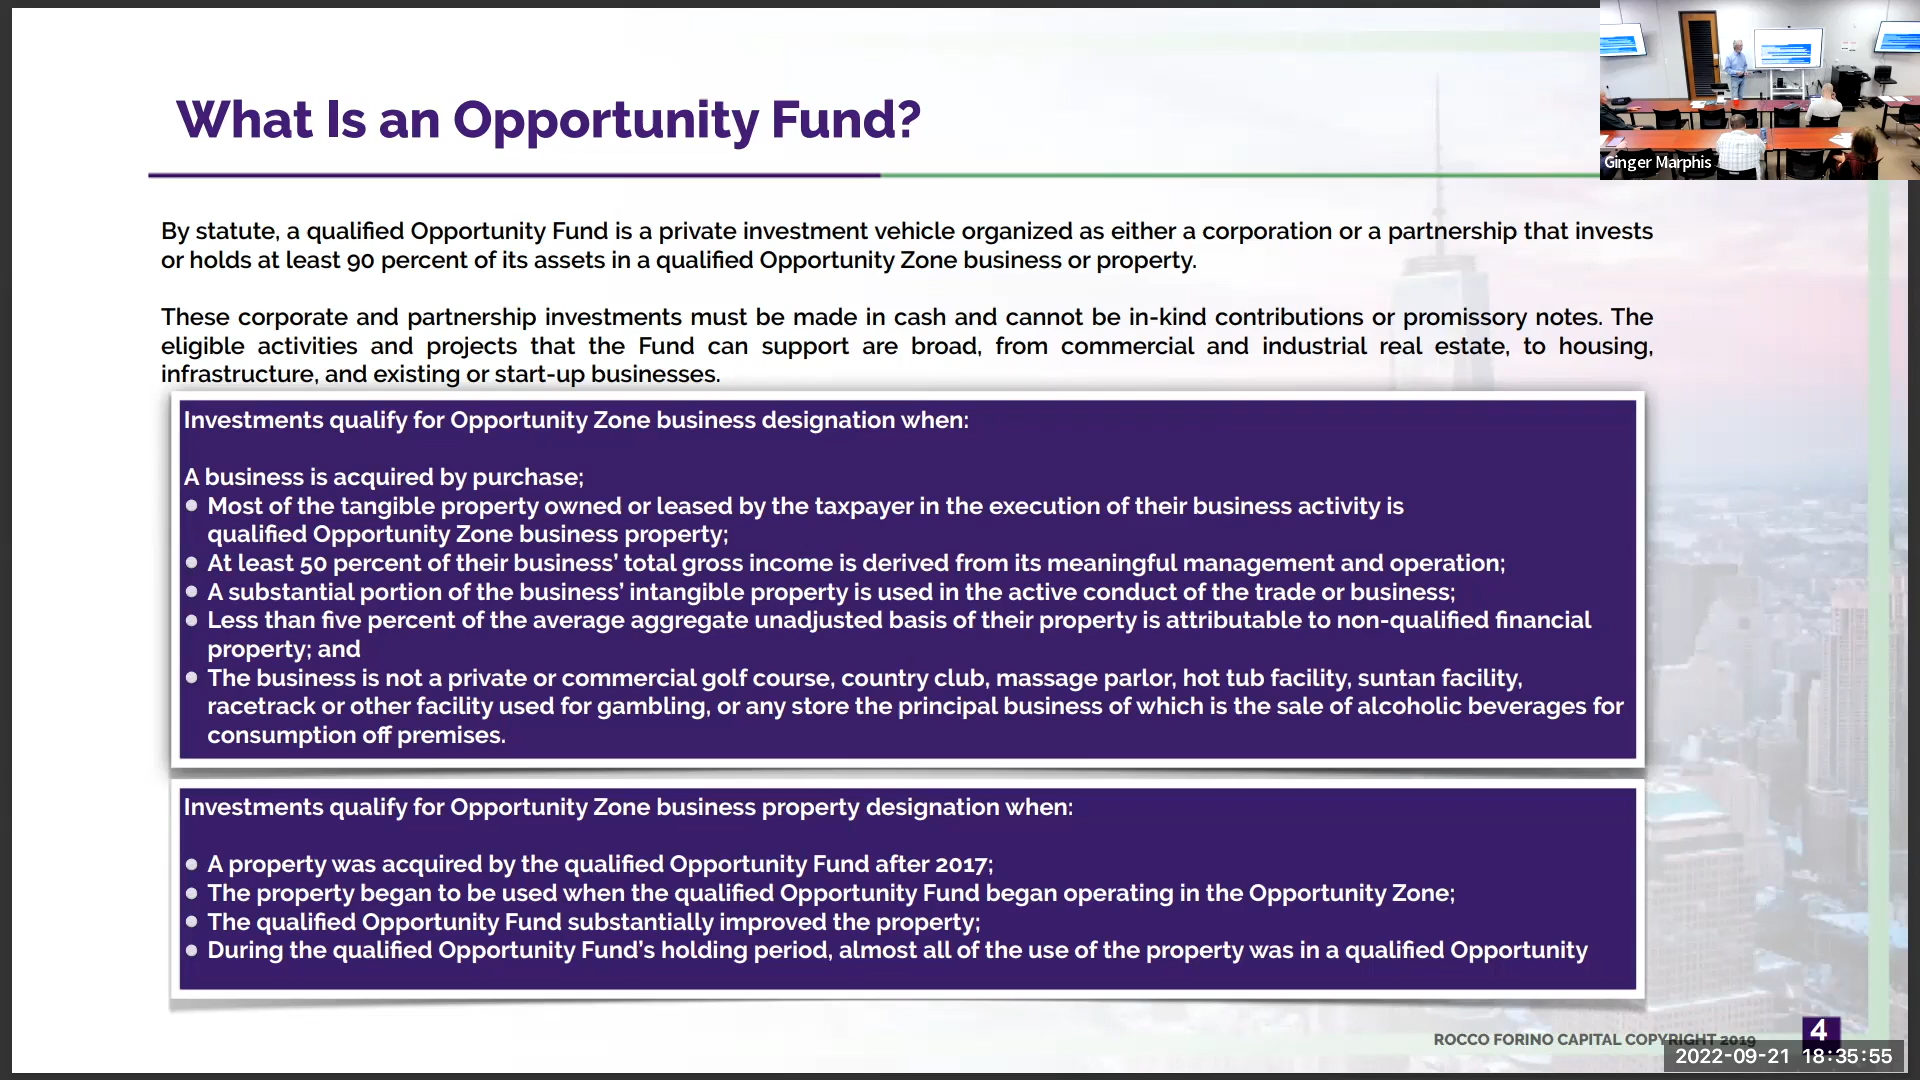 What Is an Opportunity Fund?
Ginger Marphis
By statute, a qualified Opportunity Fund is a private investment vehicle organized as either a corporation or a partnership that invests
or holds at least 90 percent of its assets in a qualified Opportunity Zone business or property.
These corporate and partnership investments must be made in cash and cannot be in-kind contributions or promissory notes. The
eligible activities and projects that the Fund can support are broad, from commercial and industrial real estate, to housing,
infrastructure, and existing or start-up businesses.
Investments qualify for Opportunity Zone business designation when:
A business is acquired by purchase;
● Most of the tangible property owned or leased by the taxpayer in the execution of their business activity is
qualified Opportunity Zone business property;
● At least 50 percent of their business’ total gross income is derived from its meaningful management and operation;
● A substantial portion of the business’ intangible property is used in the active conduct of the trade or business;
● Less than five percent of the average aggregate unadjusted basis of their property is attributable to non-qualified financial
property; and
● The business is not a private or commercial golf course, country club, massage parlor, hot tub facility, suntan facility,
racetrack or other facility used for gambling, or any store the principal business of which is the sale of alcoholic beverages for
consumption off premises.
Investments qualify for Opportunity Zone business property designation when:
● A property was acquired by the qualified Opportunity Fund after 2017;
● The property began to be used when the qualified Opportunity Fund began operating in the Opportunity Zone;
● The qualified Opportunity Fund substantially improved the property;
● During the qualified Opportunity Fund’s holding period, almost all of the use of the property was in a qualified Opportunity
ROCCO FORINO CAPITAL COPYRIGHT 2019
4
2022-09-21 18:35:55